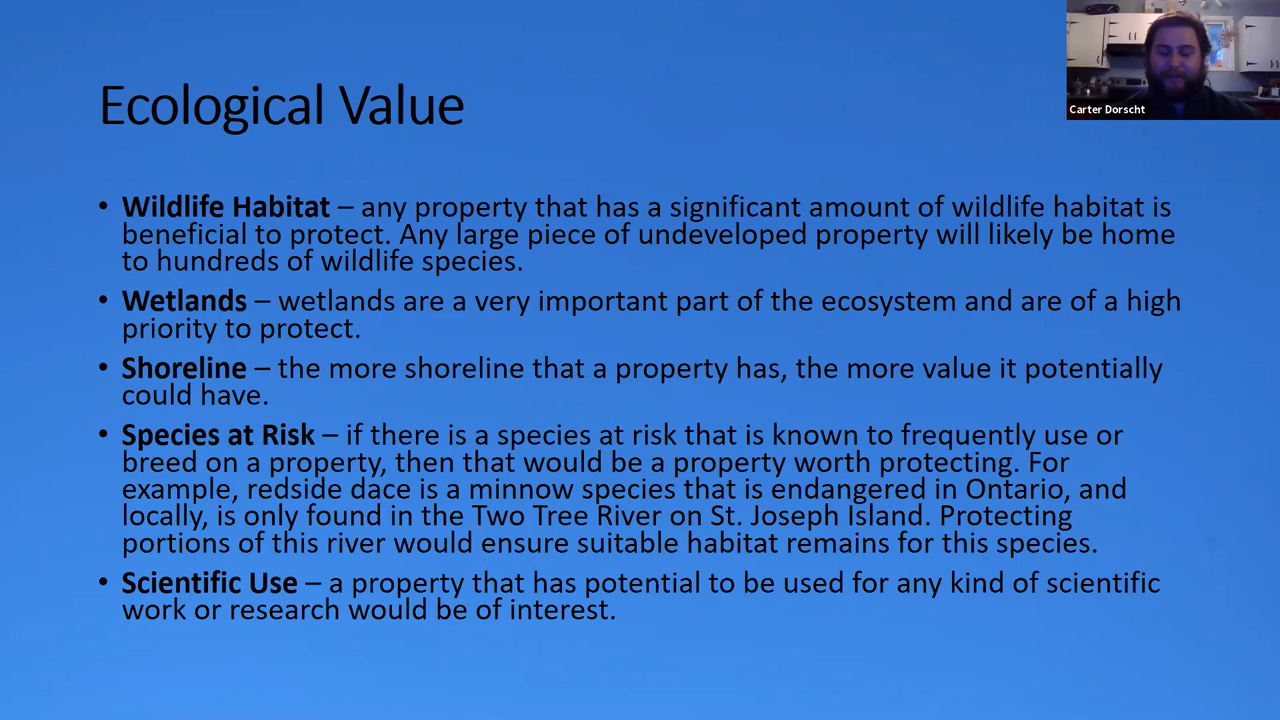 Ecological Value
Carter Dorscht
• Wildlife Habitat – any property that has a significant amount of wildlife habitat is
beneficial to protect. Any large piece of undeveloped property will likely be home
to hundreds of wildlife species.
• Wetlands – wetlands are a very important part of the ecosystem and are of a high
priority to protect.
• Shoreline – the more shoreline that a property has, the more value it potentially
could have.
• Species at Risk – if there is a species at risk that is known to frequently use or
breed on a property, then that would be a property worth protecting. For
example, redside dace is a minnow species that is endangered in Ontario, and
locally, is only found in the Two Tree River on St. Joseph Island. Protecting
portions of this river would ensure suitable habitat remains for this species.
• Scientific Use – a property that has potential to be used for any kind of scientific
work or research would be of interest.